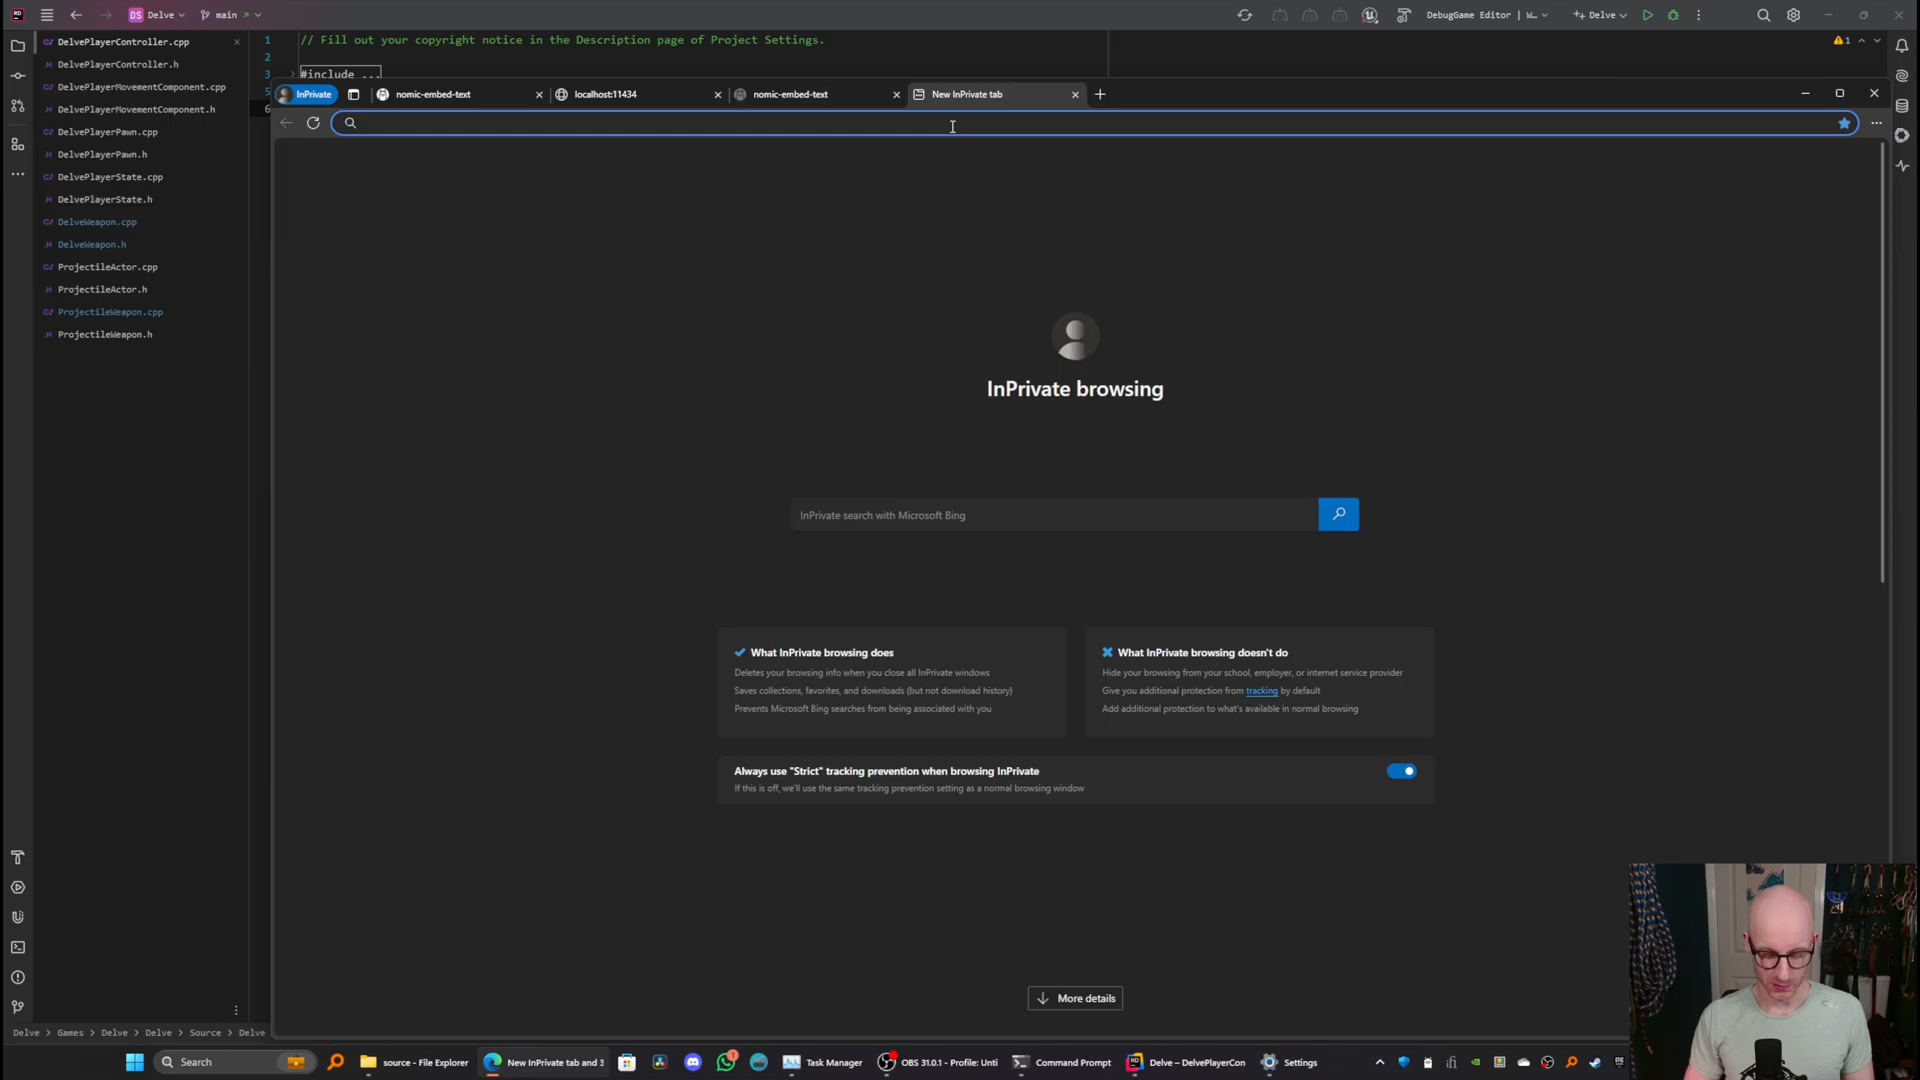 DS Delve
main
DebugGame Editor | W...
Delve
DelvePlayerController.cpp
DelvePlayerController.h
DelvePlayerMovementComponent.cpp
DelvePlayerMovementComponent.h
DelvePlayerPawn.cpp
DelvePlayerPawn.h
DelvePlayerState.cpp
DelvePlayerState.h
DelveWeapon.cpp
DelveWeapon.h
ProjectileActor.cpp
ProjectileActor.h
ProjectileWeapon.cpp
ProjectileWeapon.h
1 // Fill out your copyright notice in the Description page of Project Settings.
2
3 #include ...
5
6
1
InPrivate
nomic-embed-text
localhost:11434
nomic-embed-text
New InPrivate tab
InPrivate browsing
InPrivate search with Microsoft Bing
What InPrivate browsing does
Deletes your browsing info when you close all InPrivate windows
Saves collections, favorites, and downloads (but not download history)
Prevents Microsoft Bing searches from being associated with you
What InPrivate browsing doesn't do
Hide your browsing from your school, employer, or internet service provider
Give you additional protection from tracking by default
Add additional protection to what's available in normal browsing
Always use "Strict" tracking prevention when browsing InPrivate
If this is off, we'll use the same tracking prevention setting as a normal browsing window
More details
Delve > Games > Delve > Delve > Source > Delve
Search
source - File Explorer
New InPrivate tab and 3
Task Manager
OBS 31.0.1 - Profile: Unti
Command Prompt
Delve – DelvePlayerCon
Settings